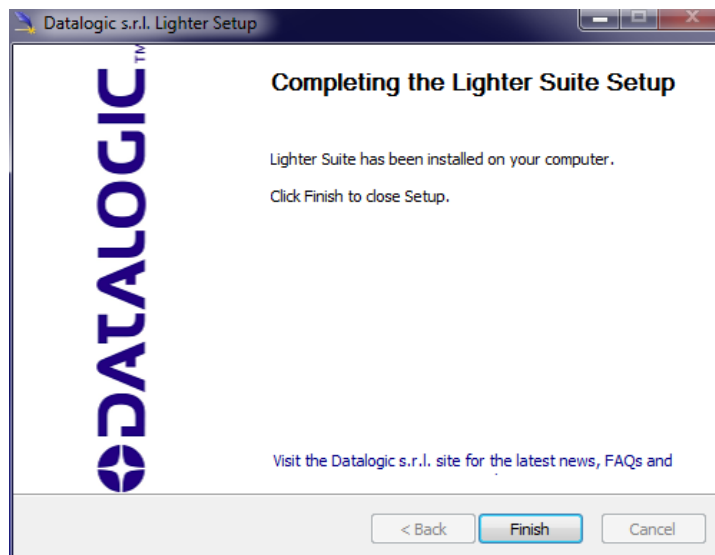 Datalogic s.r.l. Lighter Setup
DATALOGIC™
Completing the Lighter Suite Setup
Lighter Suite has been installed on your computer.
Click Finish to close Setup.
Visit the Datalogic s.r.l. site for the latest news, FAQs and
< Back
Finish
Cancel